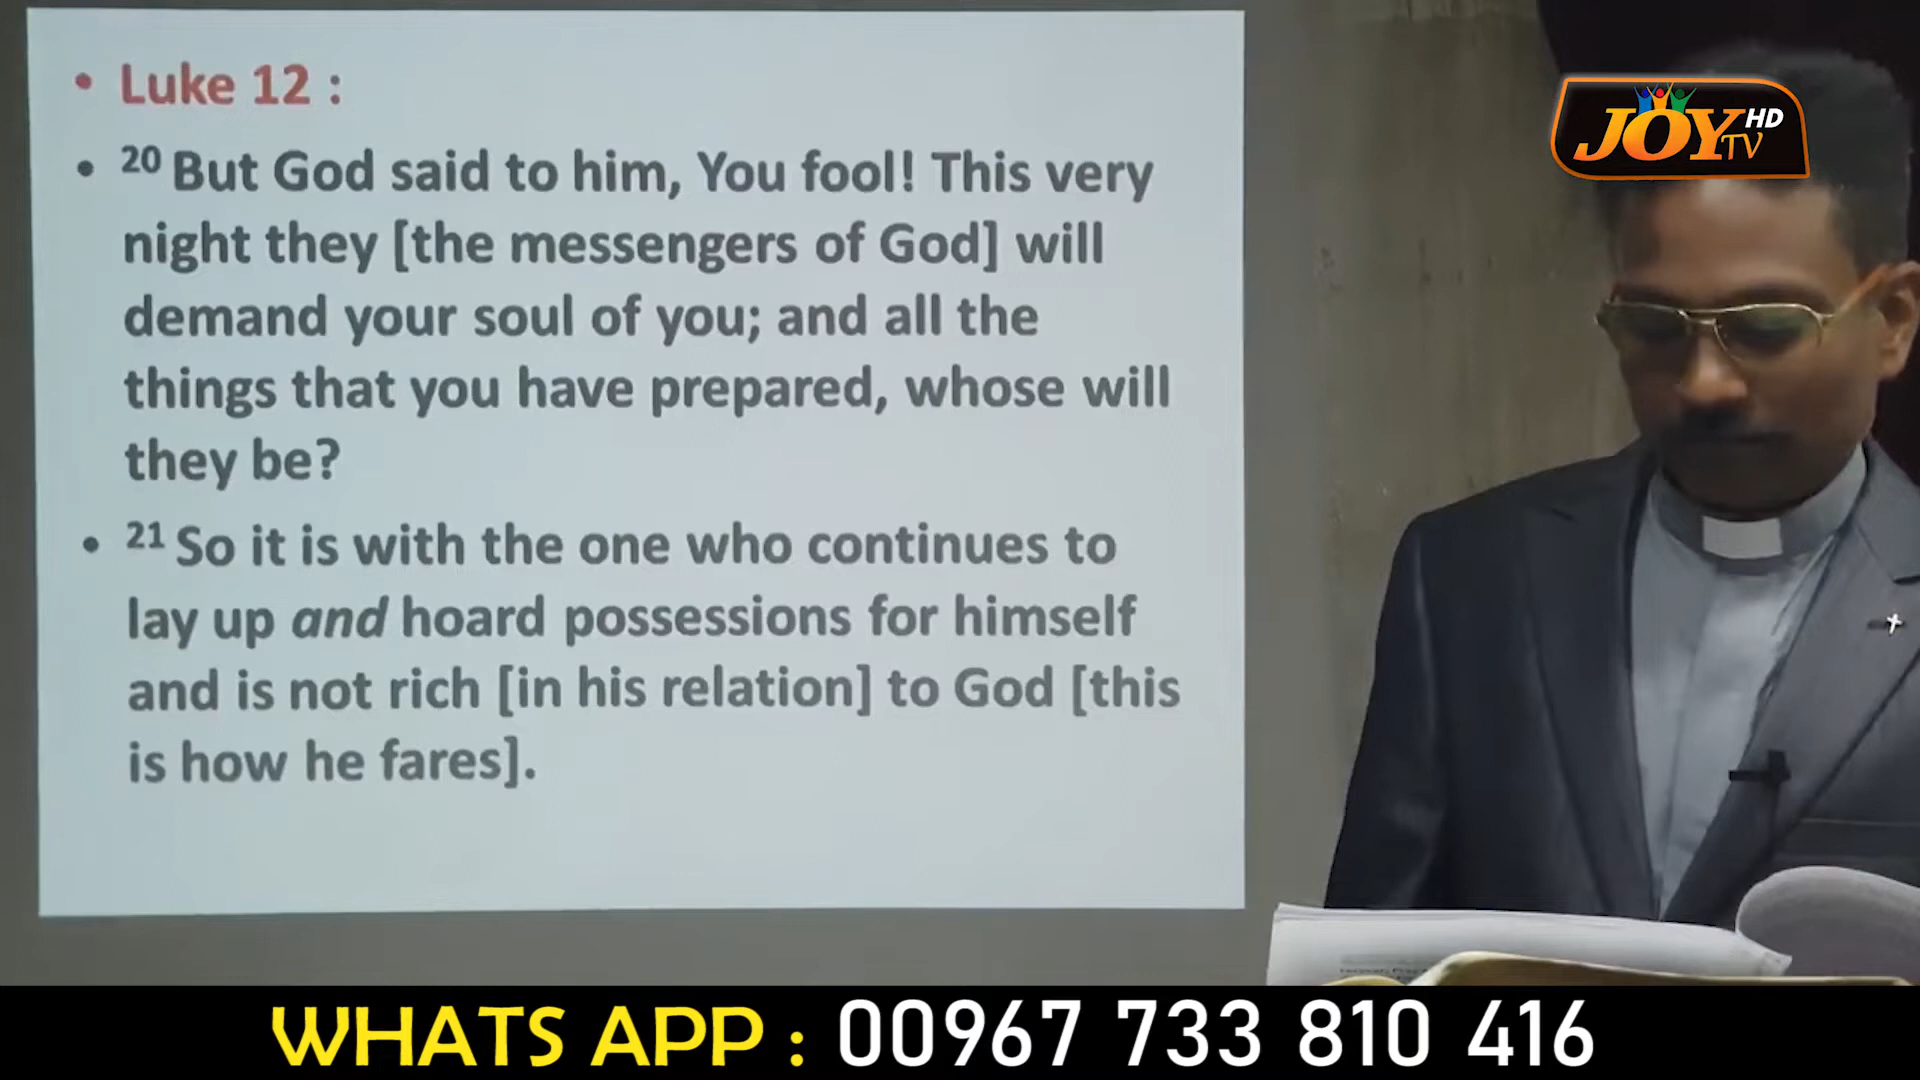 • Luke 12 :
• 20 But God said to him, You fool! This very
night they [the messengers of God] will
demand your soul of you; and all the
things that you have prepared, whose will
they be?
• 21 So it is with the one who continues to
lay up and hoard possessions for himself
and is not rich [in his relation] to God [this
is how he fares].
JOY TV HD
WHATS APP : 00967 733 810 416